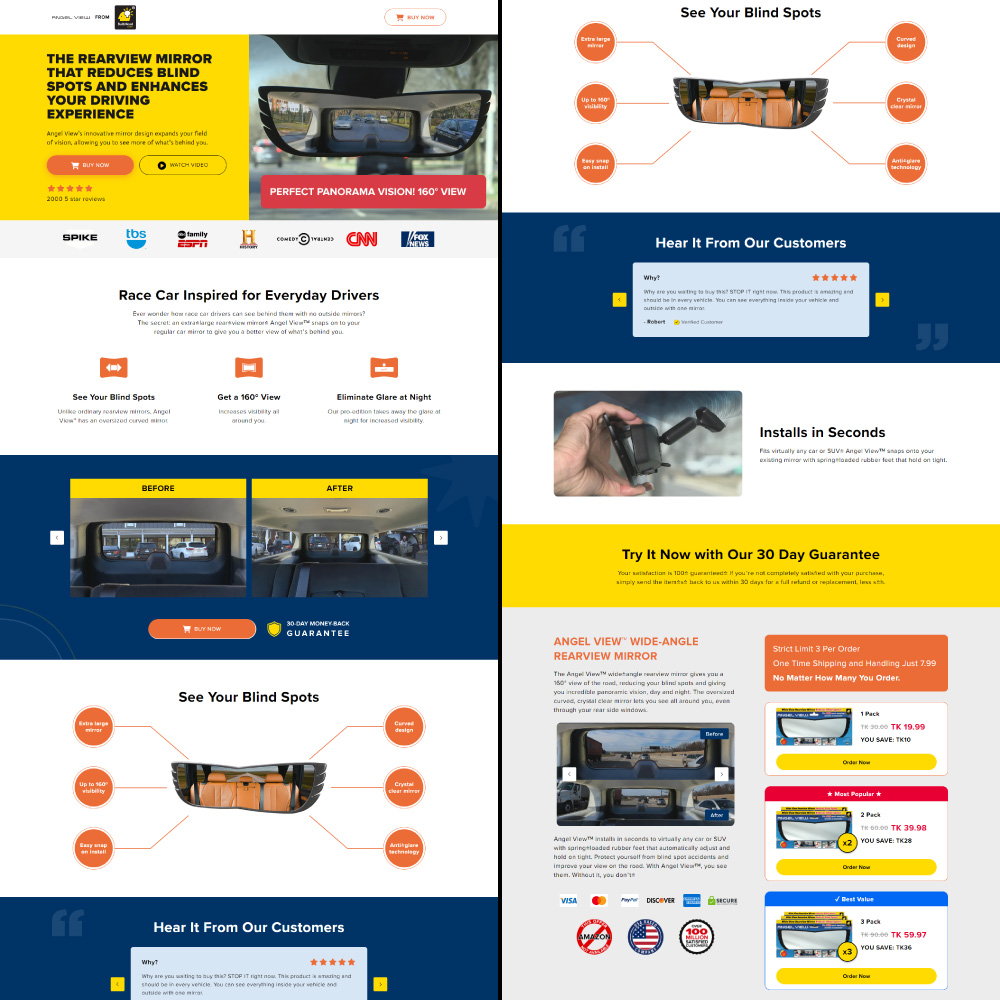 ANGEL VIEW FROM
BUY NOW
THE REARVIEW MIRROR
THAT REDUCES BLIND
SPOTS AND ENHANCES
YOUR DRIVING
EXPERIENCE
Angel View's innovative mirror design expands your field
of vision, allowing you to see more of what's behind you.
BUY NOW
WATCH VIDEO
2000 5 star reviews
PERFECT PANORAMA VISION! 160° VIEW
SPIKE
tbs
abc family
ESPN
H
HISTORY
COMEDY CENTRAL
CNN
FOX
NEWS
Race Car Inspired for Everyday Drivers
Ever wonder how race car drivers can see behind them with no outside mirrors?
The secret: an extra-large rearview mirror! Angel View™ snaps on to your
regular car mirror to give you a better view of what's behind you.
See Your Blind Spots
Unlike ordinary rearview mirrors, Angel
View™ has an oversized curved mirror.
Get a 160° View
Increases visibility all
around you.
Eliminate Glare at Night
Our pro-edition takes away the glare at
night for increased visibility.
BEFORE
AFTER
BUY NOW
30-DAY MONEY-BACK
GUARANTEE
See Your Blind Spots
Extra large
mirror
Curved
design
Up to 160°
visibility
Crystal
clear mirror
Easy snap
on install
Anti-glare
technology
Hear It From Our Customers
Why?
Why are you waiting to buy this? STOP IT right now. This product is amazing and
should be in every vehicle. You can see everything inside your vehicle and
outside with one mirror.
See Your Blind Spots
Extra large
mirror
Curved
design
Up to 160°
visibility
Crystal
clear mirror
Easy snap
on install
Anti-glare
technology
Hear It From Our Customers
Why?
Why are you waiting to buy this? STOP IT right now. This product is amazing and
should be in every vehicle. You can see everything inside your vehicle and
outside with one mirror.
- Robert
Verified Customer
Installs in Seconds
Fits virtually any car or SUV! Angel View™ snaps onto your
existing mirror with spring-loaded rubber feet that hold on tight.
Try It Now with Our 30 Day Guarantee
Your satisfaction is 100% guaranteed! If you're not completely satisfied with your purchase,
simply send the item(s) back to us within 30 days for a full refund or replacement, less s&h.
ANGEL VIEW™ WIDE-ANGLE
REARVIEW MIRROR
The Angel View™ wide-angle rearview mirror gives you a
160° view of the road, reducing your blind spots and giving
you incredible panoramic vision, day and night. The oversized
curved, crystal clear mirror lets you see all around you, even
through your rear side windows.
Before
After
Angel View™ installs in seconds to virtually any car or SUV
with spring-loaded rubber feet that automatically adjust and
hold on tight. Protect yourself from blind spot accidents and
improve your view on the road. With Angel View™, you see
them. Without it, you don't!
VISA
MasterCard
PayPal
DISCOVER
SECURE
AMAZON
OVER
100
MILLION
SATISFIED
CUSTOMERS
Strict Limit 3 Per Order
One Time Shipping and Handling Just 7.99
No Matter How Many You Order.
ANGEL VIEW
1 Pack
TK 30.00 TK 19.99
YOU SAVE: TK10
Order Now
★ Most Popular ★
ANGEL VIEW
x2
2 Pack
TK 60.00 TK 39.98
YOU SAVE: TK28
Order Now
✓ Best Value
ANGEL VIEW
x3
3 Pack
TK 90.00 TK 59.97
YOU SAVE: TK36
Order Now